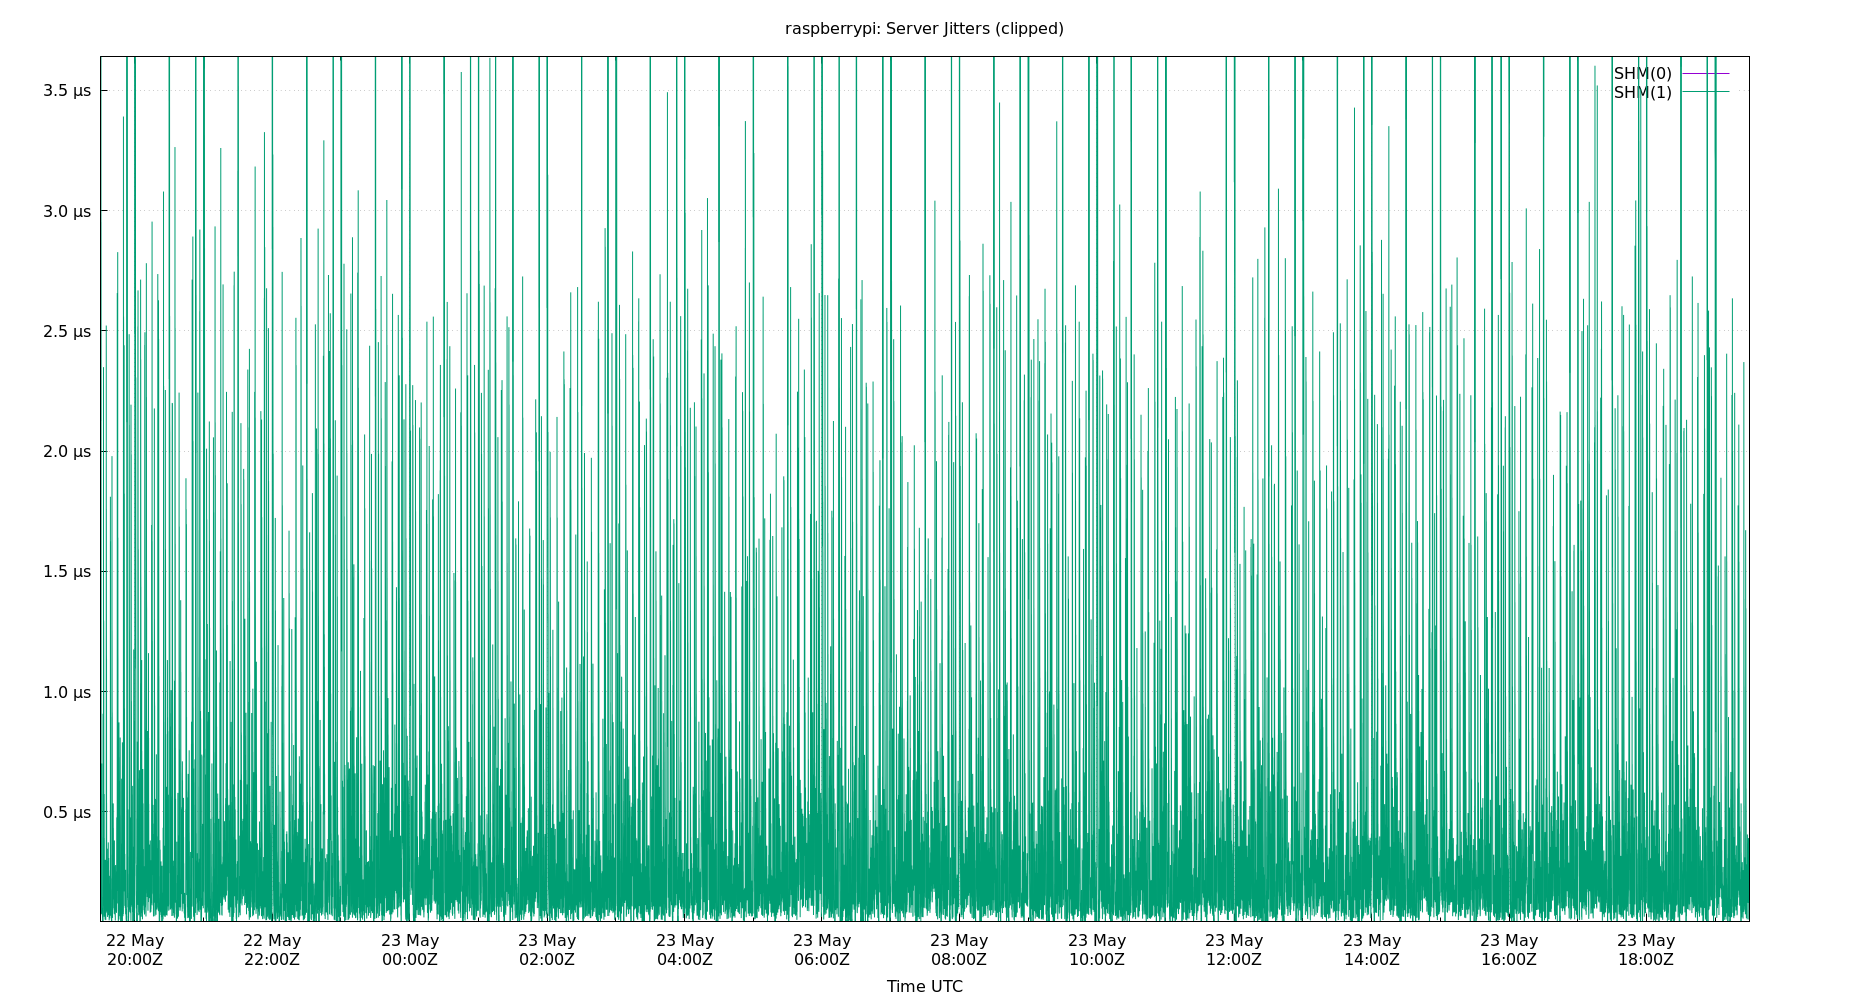 raspberrypi: Server Jitters (clipped)
SHM(0)
SHM(1)
3.5 µs
3.0 µs
2.5 µs
2.0 µs
1.5 µs
1.0 µs
0.5 µs
22 May 22 May 23 May 23 May 23 May 23 May 23 May 23 May 23 May 23 May 23 May 23 May
20:00Z 22:00Z 00:00Z 02:00Z 04:00Z 06:00Z 08:00Z 10:00Z 12:00Z 14:00Z 16:00Z 18:00Z
Time UTC